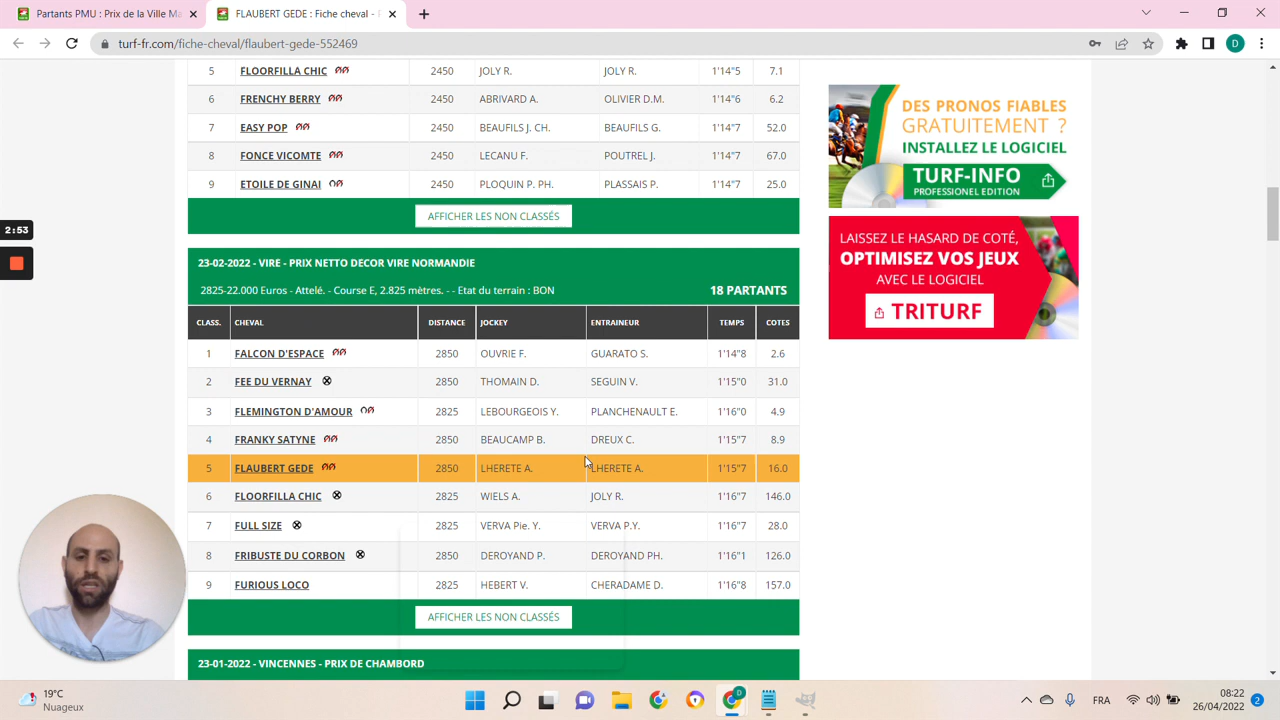 Partants PMU : Prix de la Ville Ma
FLAUBERT GEDE : Fiche cheval -
turf-fr.com/fiche-cheval/flaubert-gede-552469
D
5 FLOORFILLA CHIC 2450 JOLY R. JOLY R. 1'14"5 7.1
6 FRENCHY BERRY 2450 ABRIVARD A. OLIVIER D.M. 1'14"6 6.2
7 EASY POP 2450 BEAUFILS J. CH. BEAUFILS G. 1'14"7 52.0
8 FONCE VICOMTE 2450 LECANU F. POUTREL J. 1'14"7 67.0
9 ETOILE DE GINAI 2450 PLOQUIN P. PH. PLASSAIS P. 1'14"7 25.0
AFFICHER LES NON CLASSÉS
2:53
23-02-2022 - VIRE - PRIX NETTO DECOR VIRE NORMANDIE
2825-22.000 Euros - Attelé. - Course E, 2.825 mètres. - - Etat du terrain : BON
18 PARTANTS
CLASS. CHEVAL DISTANCE JOCKEY ENTRAINEUR TEMPS COTES
1 FALCON D'ESPACE 2850 OUVRIE F. GUARATO S. 1'14"8 2.6
2 FEE DU VERNAY 2850 THOMAIN D. SEGUIN V. 1'15"0 31.0
3 FLEMINGTON D'AMOUR 2825 LEBOURGEOIS Y. PLANCHENAULT E. 1'16"0 4.9
4 FRANKY SATYNE 2850 BEAUCAMP B. DREUX C. 1'15"7 8.9
5 FLAUBERT GEDE 2850 LHERETE A. LHERETE A. 1'15"7 16.0
6 FLOORFILLA CHIC 2825 WIELS A. JOLY R. 1'16"7 146.0
7 FULL SIZE 2825 VERVA Pie. Y. VERVA P.Y. 1'16"7 28.0
8 FRIBUSTE DU CORBON 2850 DEROYAND P. DEROYAND PH. 1'16"1 126.0
9 FURIOUS LOCO 2825 HEBERT V. CHERADAME D. 1'16"8 157.0
AFFICHER LES NON CLASSÉS
23-01-2022 - VINCENNES - PRIX DE CHAMBORD
DES PRONOS FIABLES
GRATUITEMENT ?
INSTALLEZ LE LOGICIEL
TURF-INFO
PROFESSIONEL EDITION
LAISSEZ LE HASARD DE COTÉ,
OPTIMISEZ VOS JEUX
AVEC LE LOGICIEL
TRITURF
19°C
Nuageux
D
FRA
08:22
26/04/2022
2